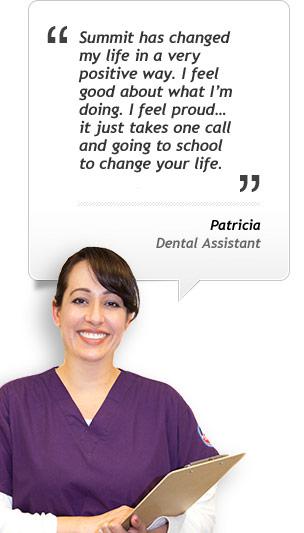 “ Summit has changed
my life in a very
positive way. I feel
good about what I’m
doing. I feel proud…
it just takes one call
and going to school
to change your life.
”
Patricia
Dental Assistant